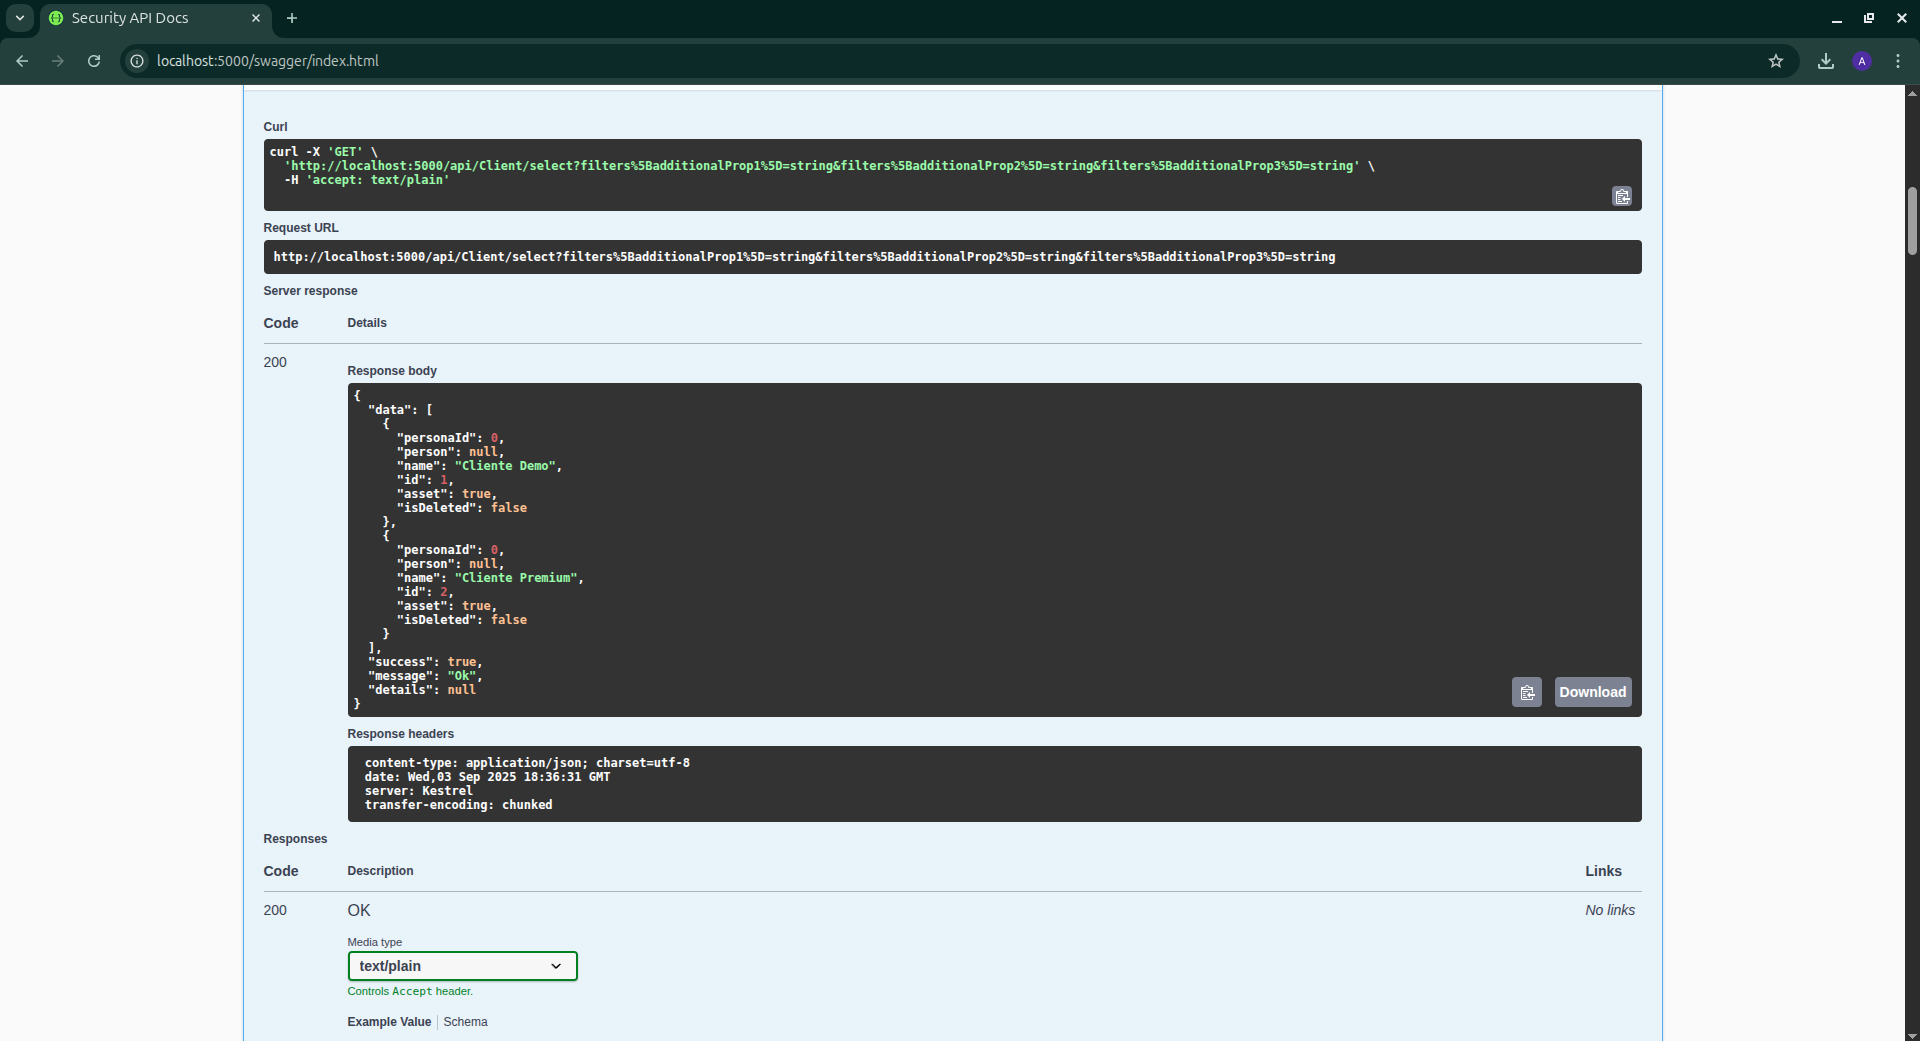 Security API Docs
localhost:5000/swagger/index.html
A
Curl
curl -X 'GET' \
  'http://localhost:5000/api/Client/select?filters%5BadditionalProp1%5D=string&filters%5BadditionalProp2%5D=string&filters%5BadditionalProp3%5D=string' \
  -H 'accept: text/plain'
Request URL
http://localhost:5000/api/Client/select?filters%5BadditionalProp1%5D=string&filters%5BadditionalProp2%5D=string&filters%5BadditionalProp3%5D=string
Server response
Code Details
200
Response body
{
  "data": [
    {
      "personaId": 0,
      "person": null,
      "name": "Cliente Demo",
      "id": 1,
      "asset": true,
      "isDeleted": false
    },
    {
      "personaId": 0,
      "person": null,
      "name": "Cliente Premium",
      "id": 2,
      "asset": true,
      "isDeleted": false
    }
  ],
  "success": true,
  "message": "Ok",
  "details": null
}
Download
Response headers
content-type: application/json; charset=utf-8
date: Wed,03 Sep 2025 18:36:31 GMT
server: Kestrel
transfer-encoding: chunked
Responses
Code Description Links
200 OK No links
Media type
text/plain
Controls Accept header.
Example Value Schema